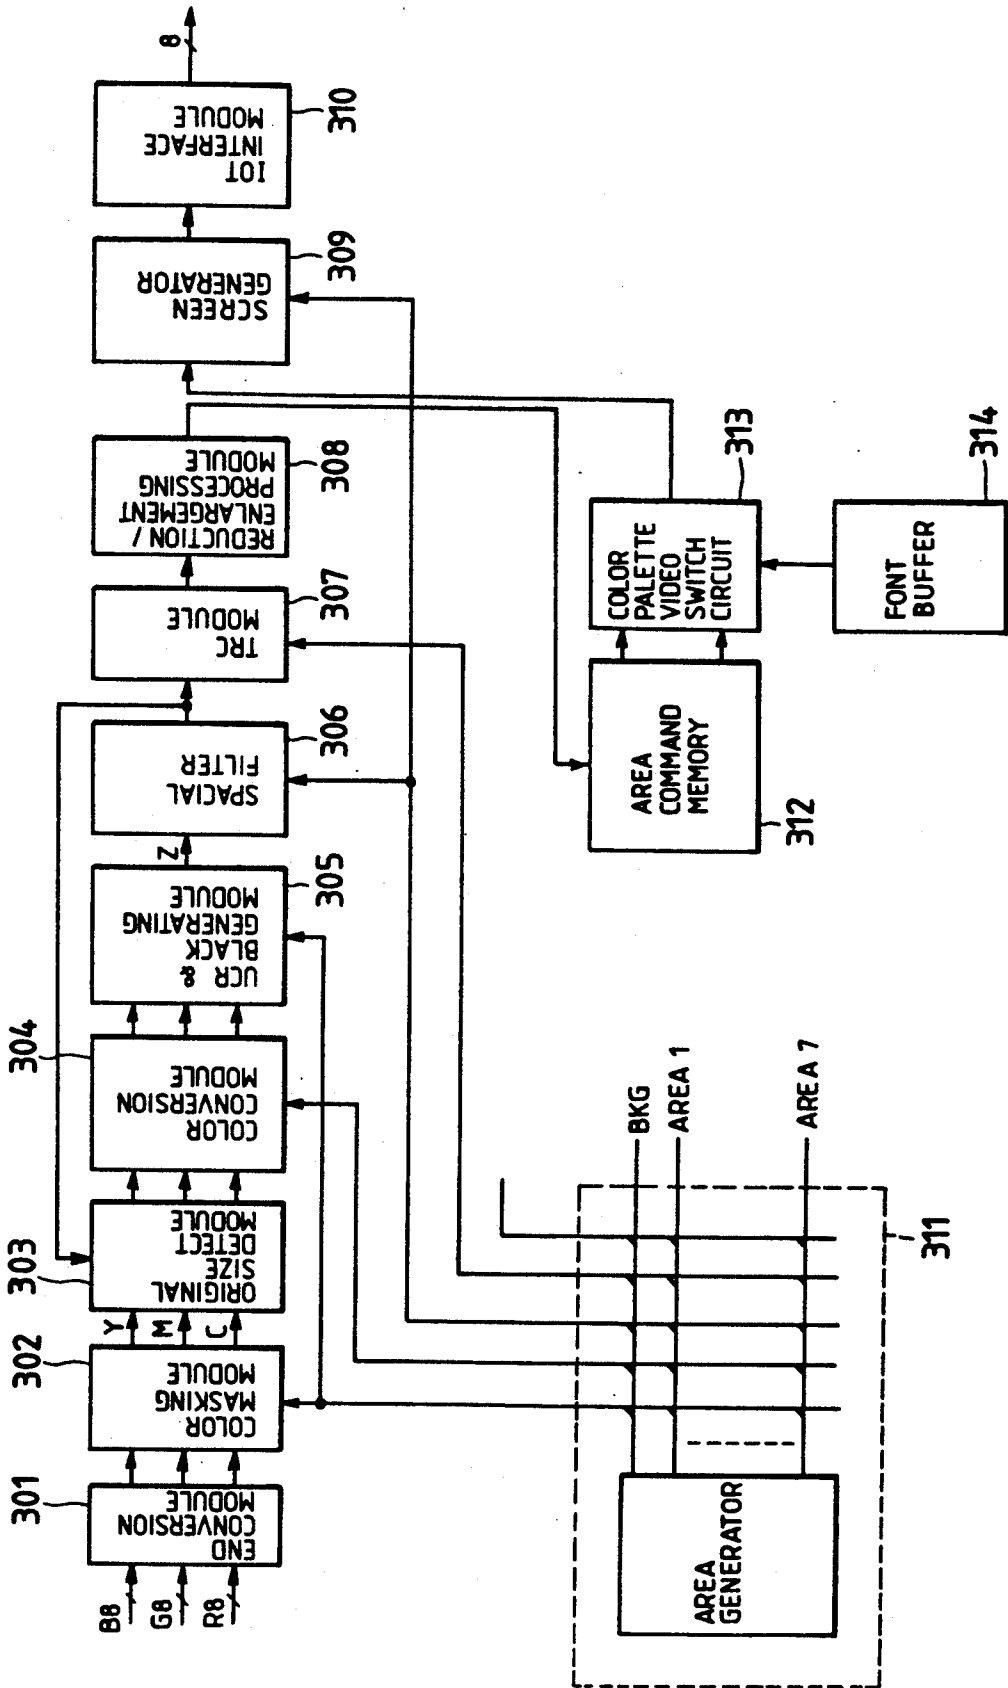 B8
G8
R8
301
END
CONVERSION
MODULE
302
COLOR
MASKING
MODULE
Y
M
C
303
ORIGINAL
SIZE
DETECT
MODULE
304
COLOR
CONVERSION
MODULE
305
UCR &
BLACK
GENERATING
MODULE
Z
306
SPACIAL
FILTER
307
TRC
MODULE
308
REDUCTION /
ENLARGEMENT
PROCESSING
MODULE
309
SCREEN
GENERATOR
310
IOT
INTERFACE
MODULE
8
311
AREA
GENERATOR
BKG
AREA 1
AREA 7
312
AREA
COMMAND
MEMORY
313
COLOR
PALETTE
VIDEO
SWITCH
CIRCUIT
314
FONT
BUFFER